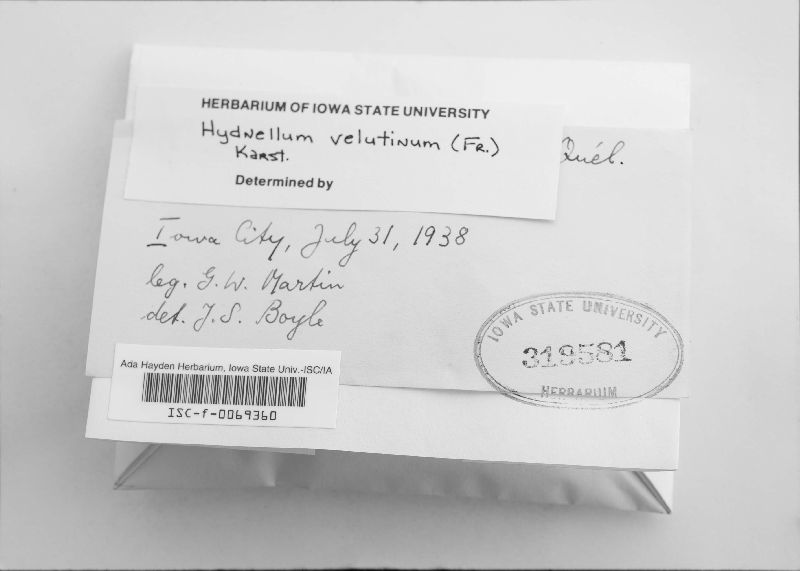 HERBARIUM OF IOWA STATE UNIVERSITY
Hydnellum velutinum (Fr.)
Karst.
Quél.
Determined by
Iowa City, July 31, 1938
leg. G. W. Martin
det. J. S. Boyle
IOWA STATE UNIVERSITY
319581
HERBARIUM
Ada Hayden Herbarium, Iowa State Univ.-ISC/IA
ISC-f-0069360